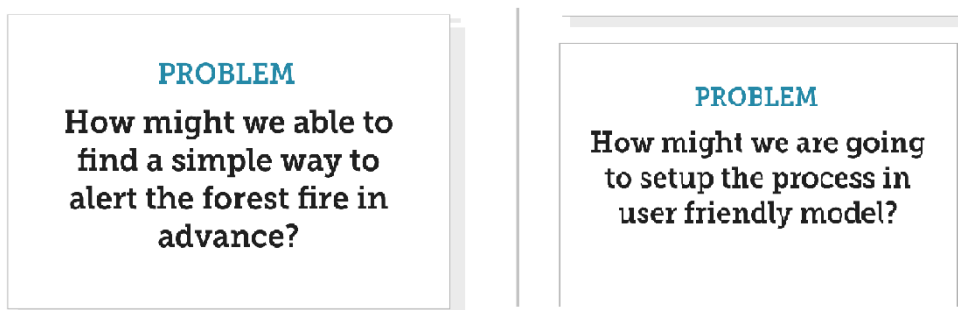 PROBLEM
How might we able to
find a simple way to
alert the forest fire in
advance?
PROBLEM
How might we are going
to setup the process in
user friendly model?